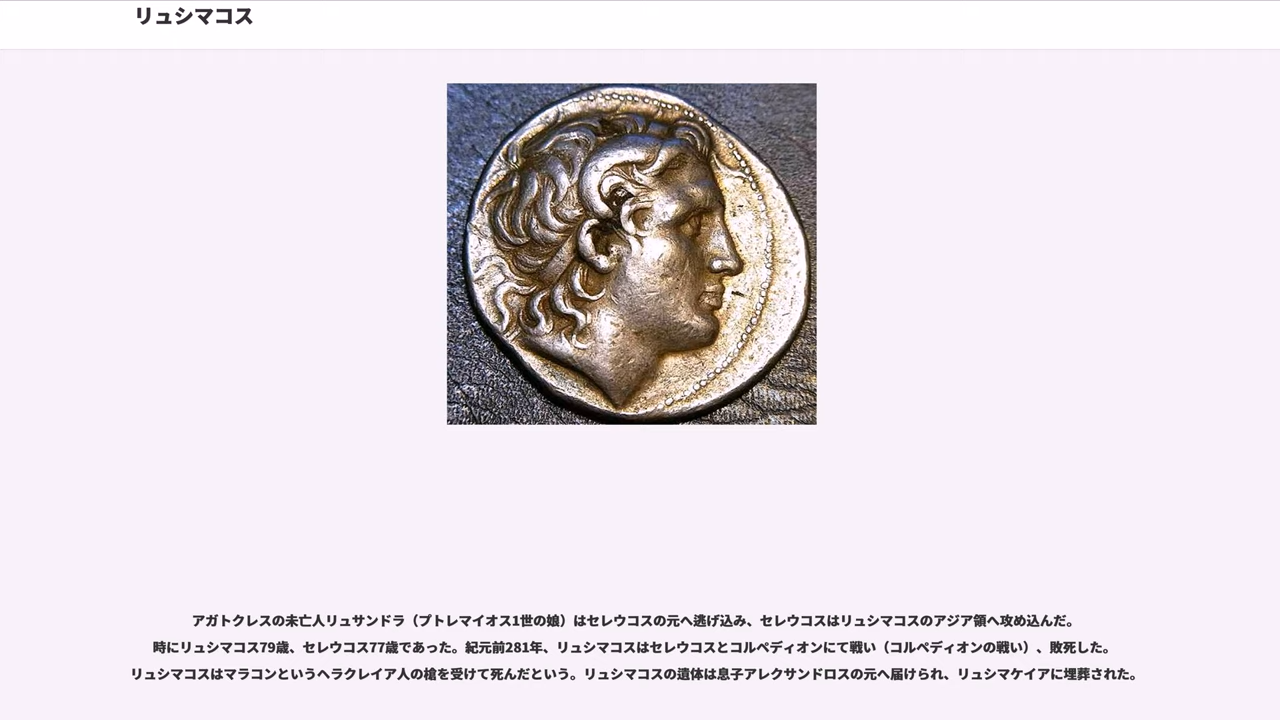 リュシマコス
アガトクレスの未亡人リュサンドラ（プトレマイオス1世の娘）はセレウコスの元へ逃げ込み、セレウコスはリュシマコスのアジア領へ攻め込んだ。
時にリュシマコス79歳、セレウコス77歳であった。紀元前281年、リュシマコスはセレウコスとコルペディオンにて戦い（コルペディオンの戦い）、敗死した。
リュシマコスはマラコンというヘラクレイア人の槍を受けて死んだという。リュシマコスの遺体は息子アレクサンドロスの元へ届けられ、リュシマケイアに埋葬された。